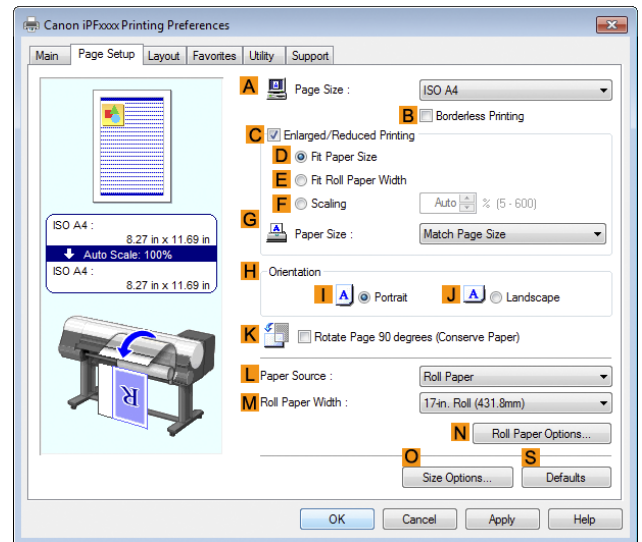 Canon iPFxxxx Printing Preferences
Main Page Setup Layout Favorites Utility Support
A Page Size : ISO A4
B Borderless Printing
C Enlarged/Reduced Printing
D Fit Paper Size
E Fit Roll Paper Width
F Scaling Auto % (5 - 600)
G Paper Size : Match Page Size
ISO A4 :
8.27 in x 11.69 in
Auto Scale: 100%
ISO A4 :
8.27 in x 11.69 in
H Orientation
I A Portrait J A Landscape
K Rotate Page 90 degrees (Conserve Paper)
R
L Paper Source : Roll Paper
M Roll Paper Width : 17-in. Roll (431.8mm)
N Roll Paper Options...
O S
Size Options... Defaults
OK Cancel Apply Help